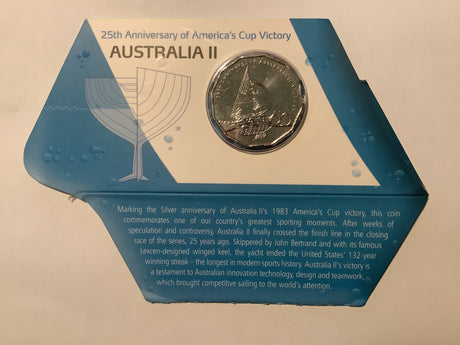 25th Anniversary of America's Cup Victory
AUSTRALIA II
Marking the Silver anniversary of Australia II's 1983 America's Cup victory, this coin
commemorates one of our country's greatest sporting moments. After weeks of
speculation and controversy, Australia II finally crossed the finish line in the closing
race of the series, 25 years ago. Skippered by John Bertrand and with its famous
Lexcen-designed winged keel, the yacht ended the United States' 132-year
winning streak – the longest in modern sports history. Australia II's victory is
a testament to Australian innovation technology, design and teamwork,
which brought competitive sailing to the world's attention.